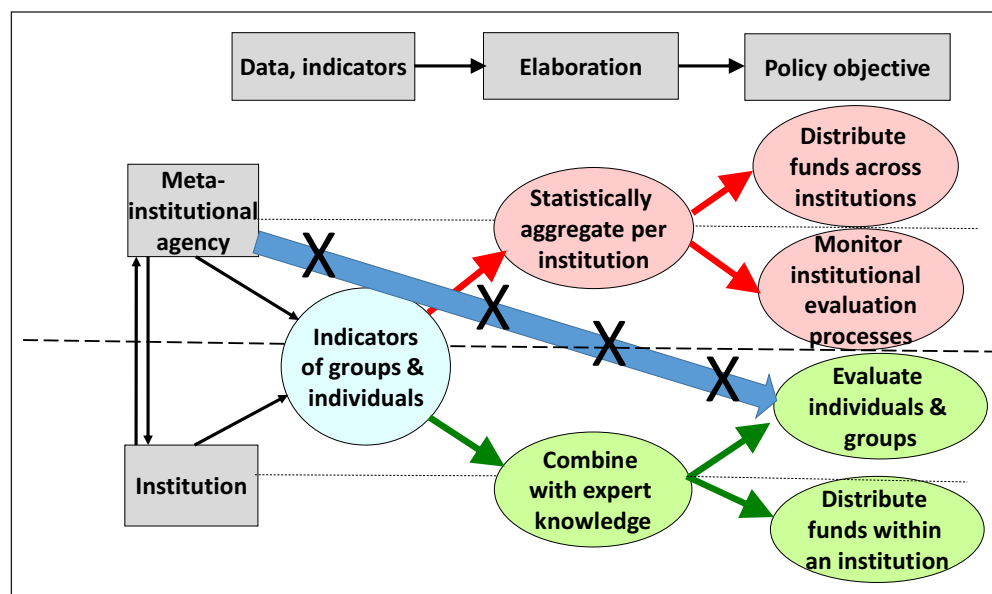 Data, indicators
Elaboration
Policy objective
Meta-
institutional
agency
Statistically
aggregate per
institution
Distribute
funds across
institutions
Monitor
institutional
evaluation
processes
X
X
X
X
Indicators
of groups &
individuals
Evaluate
individuals &
groups
Institution
Combine
with expert
knowledge
Distribute
funds within
an institution